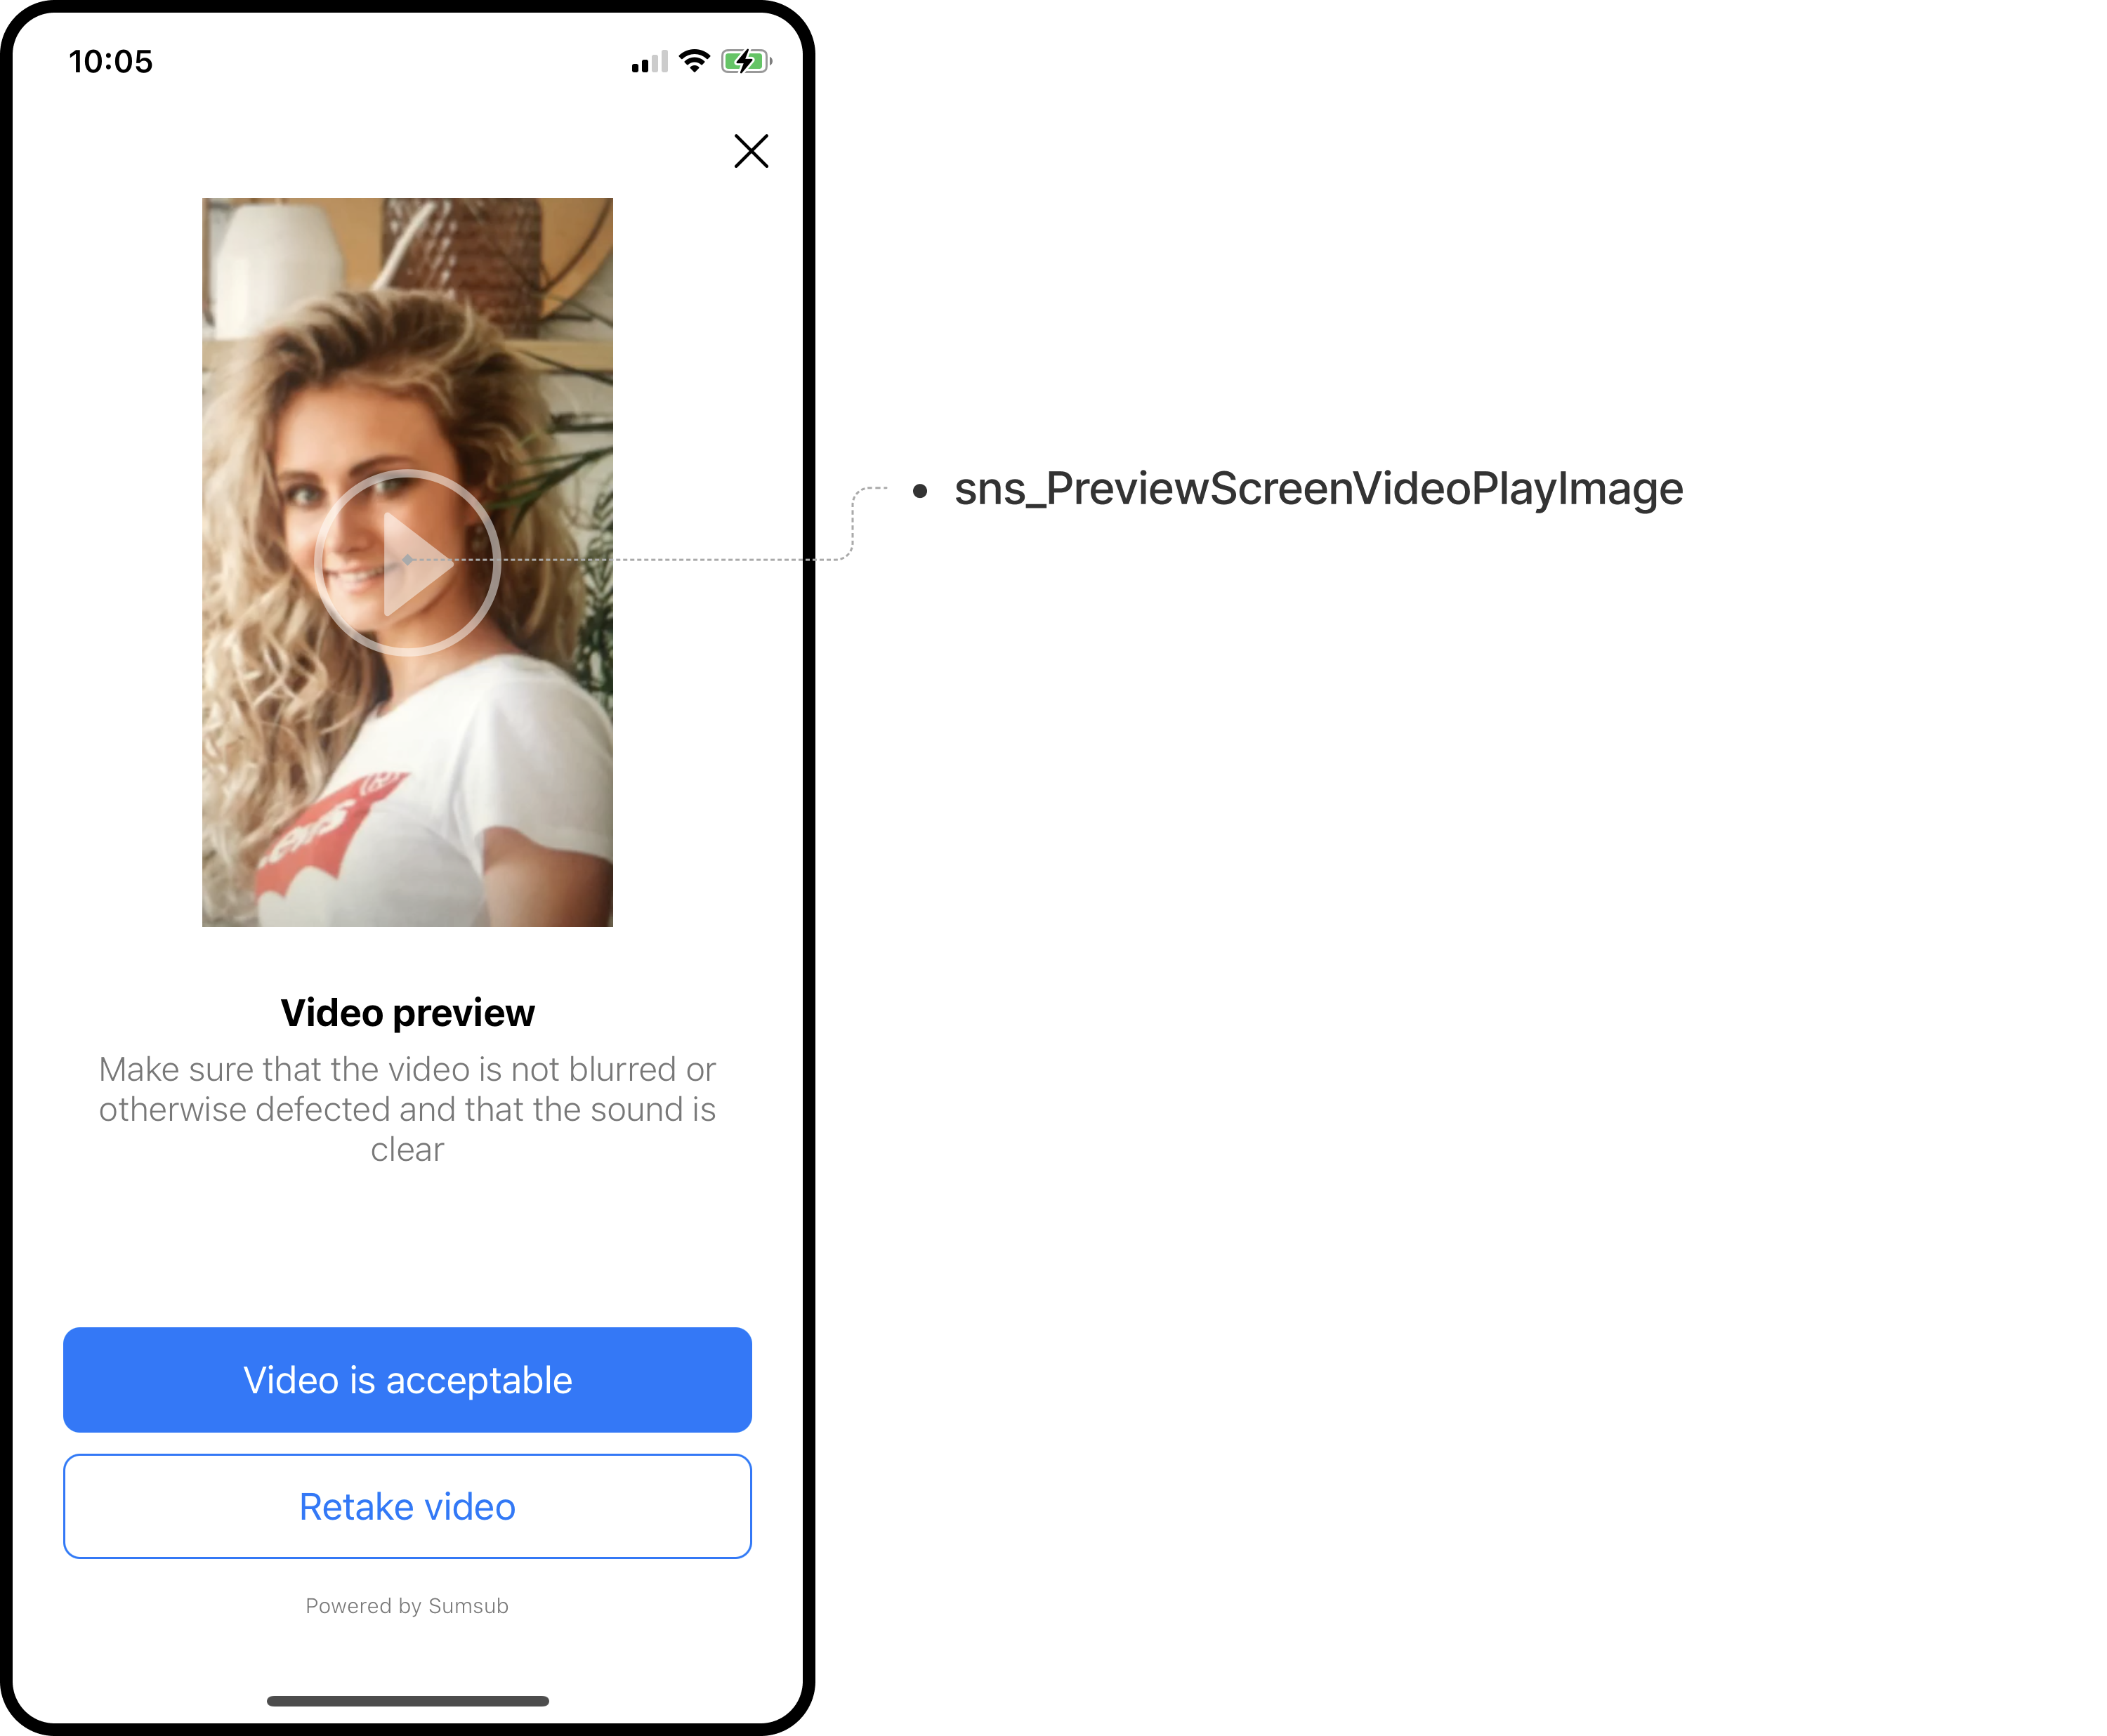 10:05
• sns_PreviewScreenVideoPlayImage
Video preview
Make sure that the video is not blurred or
otherwise defected and that the sound is
clear
Video is acceptable
Retake video
Powered by Sumsub